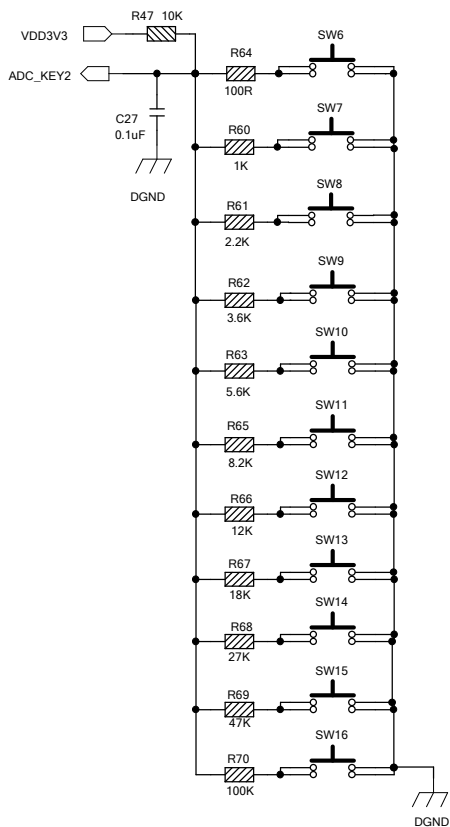 R47 10K
VDD3V3
ADC_KEY2
C27
0.1uF
DGND
R64
100R
SW6
R60
1K
SW7
R61
2.2K
SW8
R62
3.6K
SW9
R63
5.6K
SW10
R65
8.2K
SW11
R66
12K
SW12
R67
18K
SW13
R68
27K
SW14
R69
47K
SW15
R70
100K
SW16
DGND